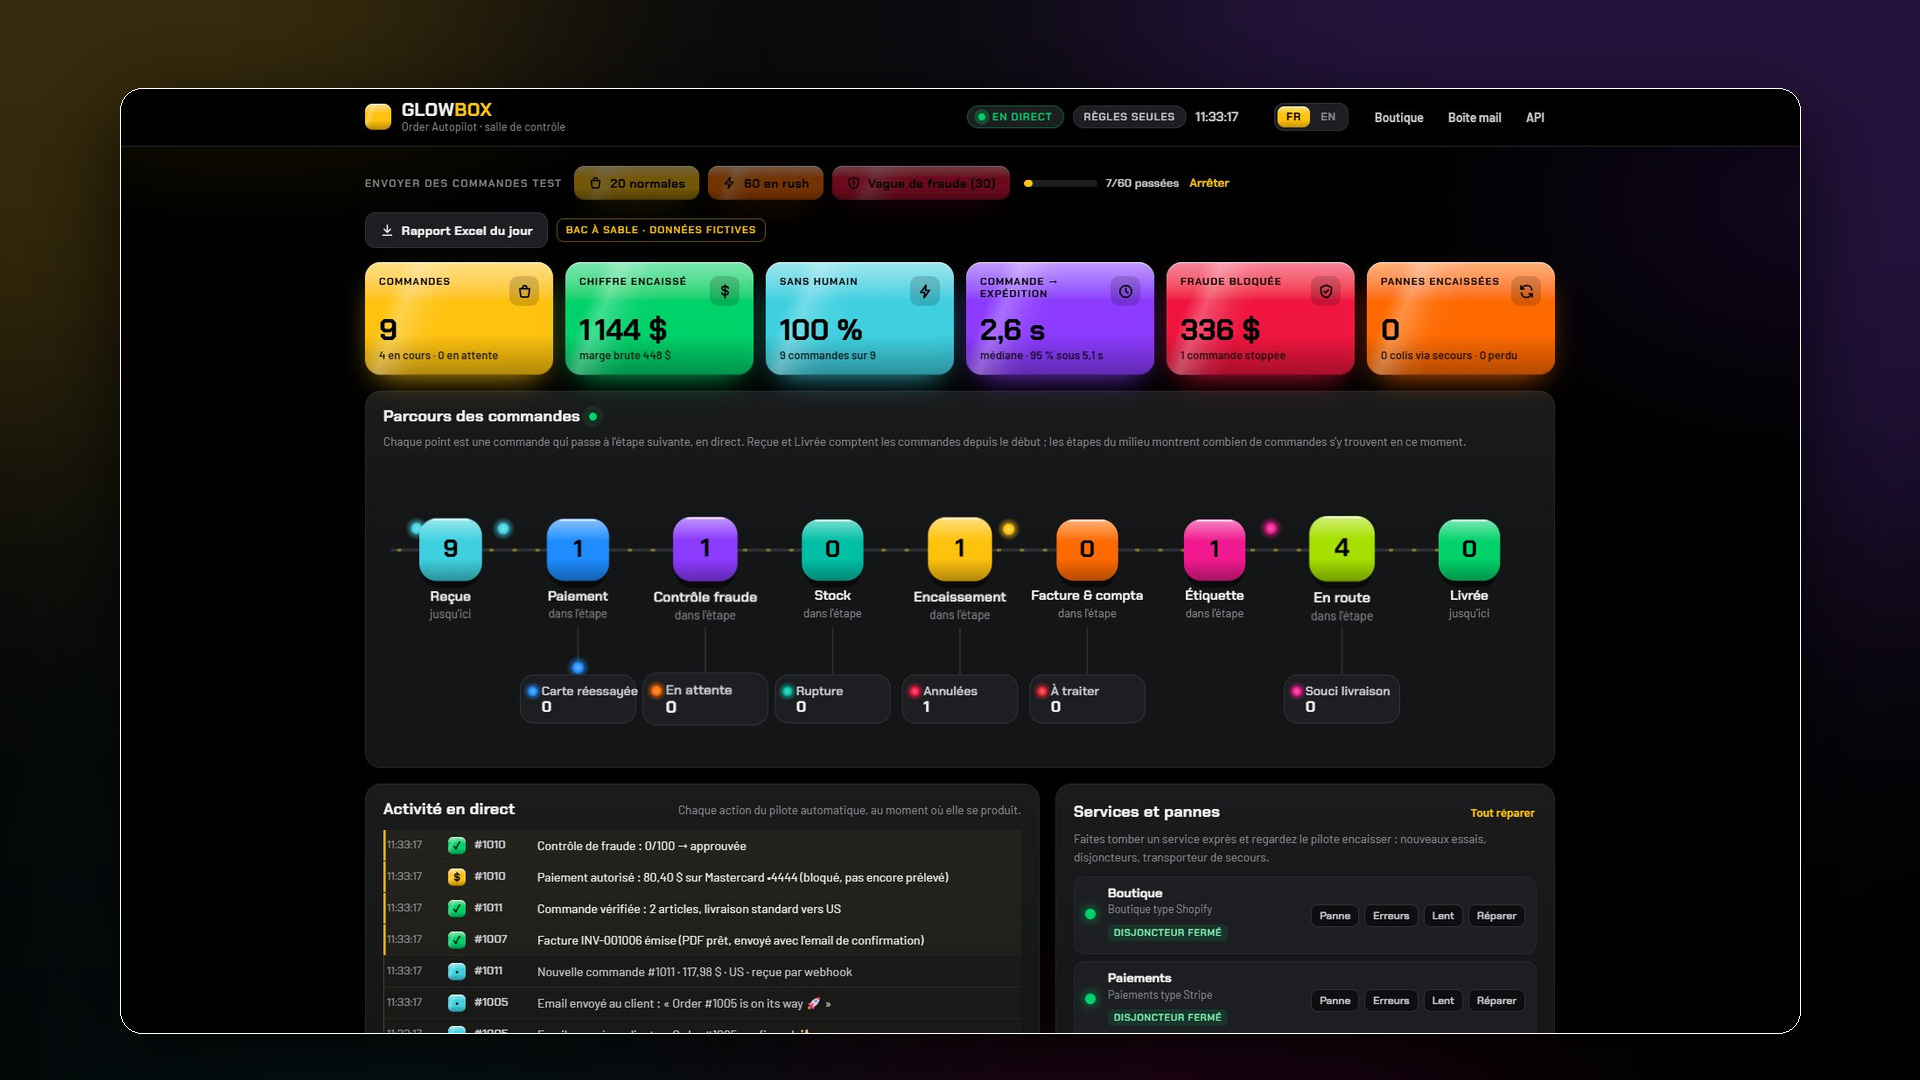 GLOWBOX
Order Autopilot · salle de contrôle
EN DIRECT
RÈGLES SEULES
11:33:17
FR
EN
Boutique
Boîte mail
API
ENVOYER DES COMMANDES TEST
20 normales
60 en rush
Vague de fraude (30)
7/60 passées
Arrêter
Rapport Excel du jour
BAC À SABLE · DONNÉES FICTIVES
COMMANDES
9
4 en cours · 0 en attente
CHIFFRE ENCAISSÉ
$
1 144 $
marge brute 448 $
SANS HUMAIN
100 %
9 commandes sur 9
COMMANDE →
EXPÉDITION
2,6 s
médiane · 95 % sous 5,1 s
FRAUDE BLOQUÉE
336 $
1 commande stoppée
PANNES ENCAISSÉES
0
0 colis via secours · 0 perdu
Parcours des commandes
Chaque point est une commande qui passe à l'étape suivante, en direct. Reçue et Livrée comptent les commandes depuis le début ; les étapes du milieu montrent combien de commandes s'y trouvent en ce moment.
9
Reçue
jusqu'ici
1
Paiement
dans l'étape
1
Contrôle fraude
dans l'étape
0
Stock
dans l'étape
1
Encaissement
dans l'étape
0
Facture & compta
dans l'étape
1
Étiquette
dans l'étape
4
En route
dans l'étape
0
Livrée
jusqu'ici
Carte réessayée
0
En attente
0
Rupture
0
Annulées
1
À traiter
0
Souci livraison
0
Activité en direct
Chaque action du pilote automatique, au moment où elle se produit.
11:33:17 #1010 Contrôle de fraude : 0/100 → approuvée
11:33:17 $ #1010 Paiement autorisé : 80,40 $ sur Mastercard •4444 (bloqué, pas encore prélevé)
11:33:17 #1011 Commande vérifiée : 2 articles, livraison standard vers US
11:33:17 #1007 Facture INV-001006 émise (PDF prêt, envoyé avec l'email de confirmation)
11:33:17 #1011 Nouvelle commande #1011 · 117,98 $ · US · reçue par webhook
11:33:17 #1005 Email envoyé au client : « Order #1005 is on its way 🚀 »
Services et pannes
Tout réparer
Faites tomber un service exprès et regardez le pilote encaisser : nouveaux essais,
disjoncteurs, transporteur de secours.
Boutique
Boutique type Shopify
DISJONCTEUR FERMÉ
Panne
Erreurs
Lent
Réparer
Paiements
Paiements type Stripe
DISJONCTEUR FERMÉ
Panne
Erreurs
Lent
Réparer